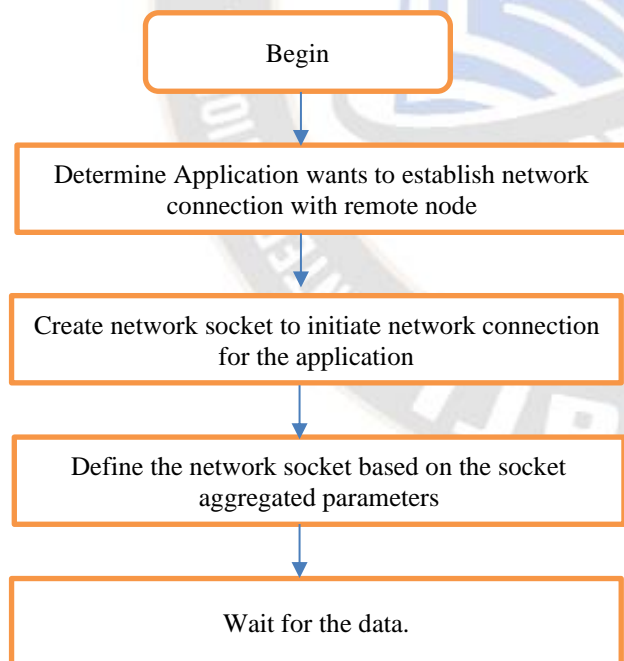 Begin
Determine Application wants to establish network
connection with remote node
Create network socket to initiate network connection
for the application
Define the network socket based on the socket
aggregated parameters
Wait for the data.